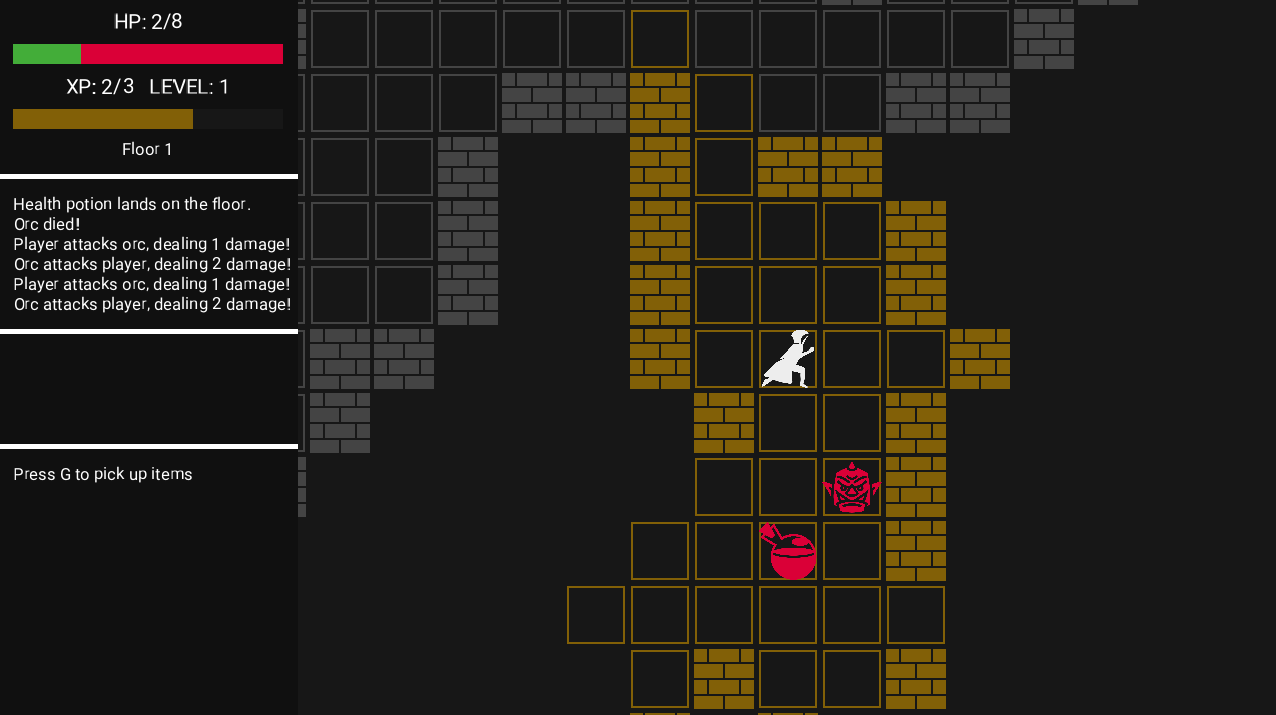 HP: 2/8
XP: 2/3 LEVEL: 1
Floor 1
Health potion lands on the floor.
Orc died!
Player attacks orc, dealing 1 damage!
Orc attacks player, dealing 2 damage!
Player attacks orc, dealing 1 damage!
Orc attacks player, dealing 2 damage!
Press G to pick up items